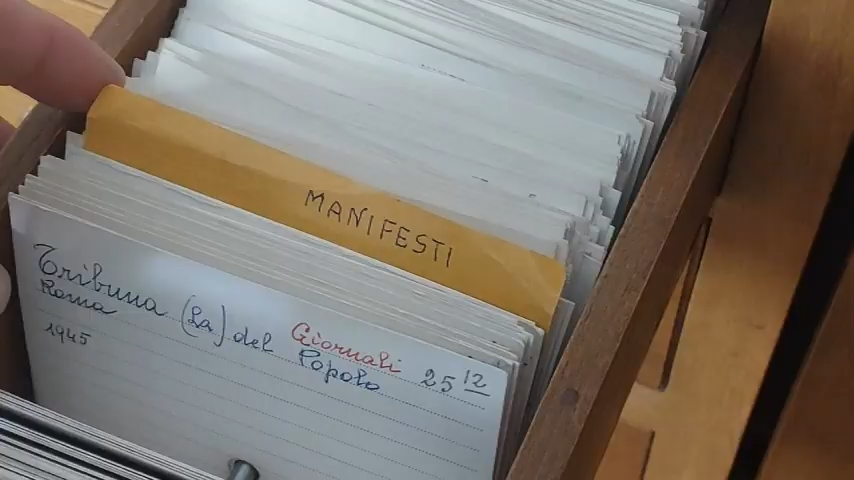 MANIFESTI
Giornali 25 12
Tribuna (La) del Popolo
Roma
1945